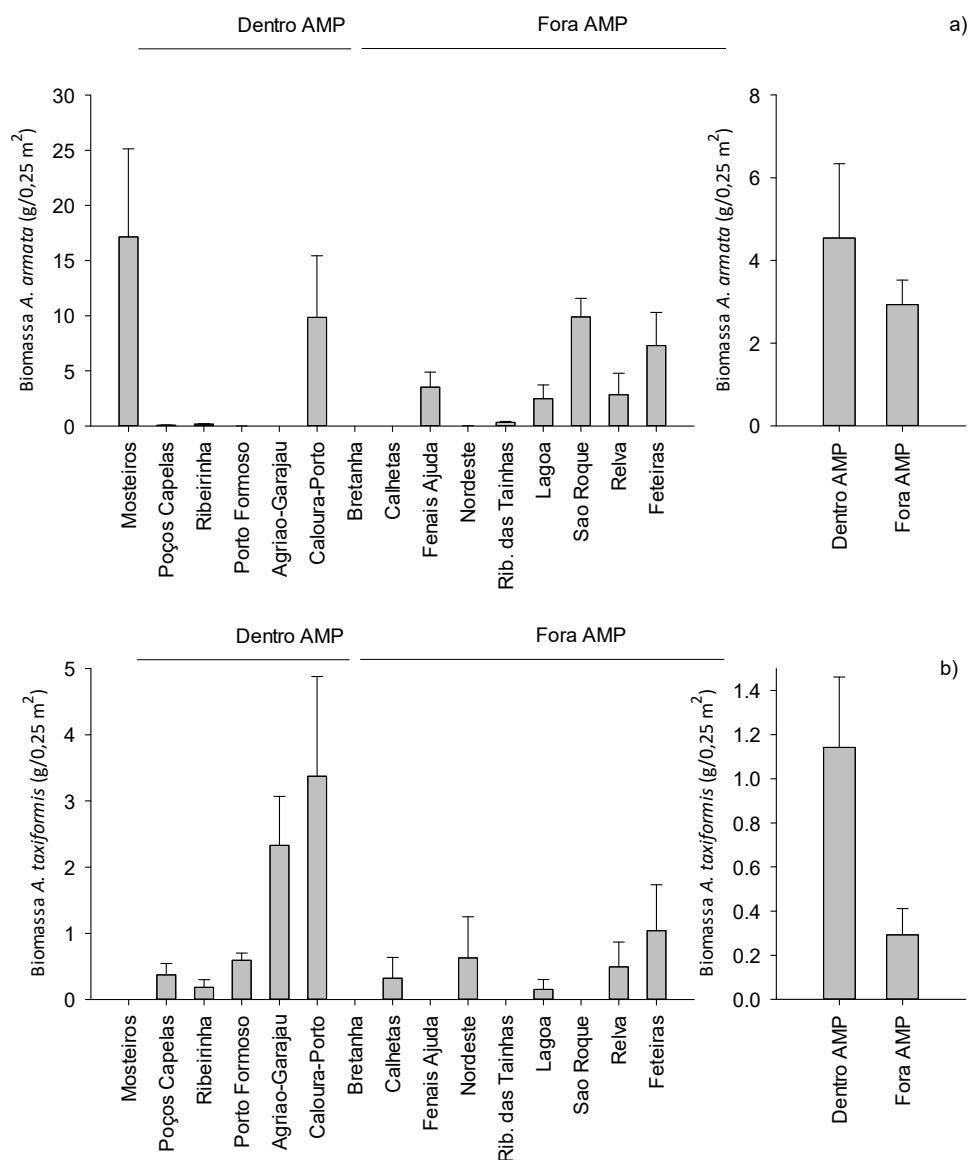 Dentro AMP
Fora AMP
a)
Biomassa A. armata (g/0,25 m²)
30
25
20
15
10
5
0
Mosteiros
Poços Capelas
Ribeirinha
Porto Formoso
Agriao-Garajau
Caloura-Porto
Bretanha
Calhetas
Fenais Ajuda
Nordeste
Rib. das Tainhas
Lagoa
Sao Roque
Relva
Feteiras
Biomassa A. armata (g/0,25 m²)
8
6
4
2
0
Dentro AMP
Fora AMP
Dentro AMP
Fora AMP
b)
Biomassa A. taxiformis (g/0,25 m²)
5
4
3
2
1
0
Mosteiros
Poços Capelas
Ribeirinha
Porto Formoso
Agriao-Garajau
Caloura-Porto
Bretanha
Calhetas
Fenais Ajuda
Nordeste
Rib. das Tainhas
Lagoa
Sao Roque
Relva
Feteiras
Biomassa A. taxiformis (g/0,25 m²)
1.4
1.2
1.0
0.8
0.6
0.4
0.2
0.0
Dentro AMP
Fora AMP